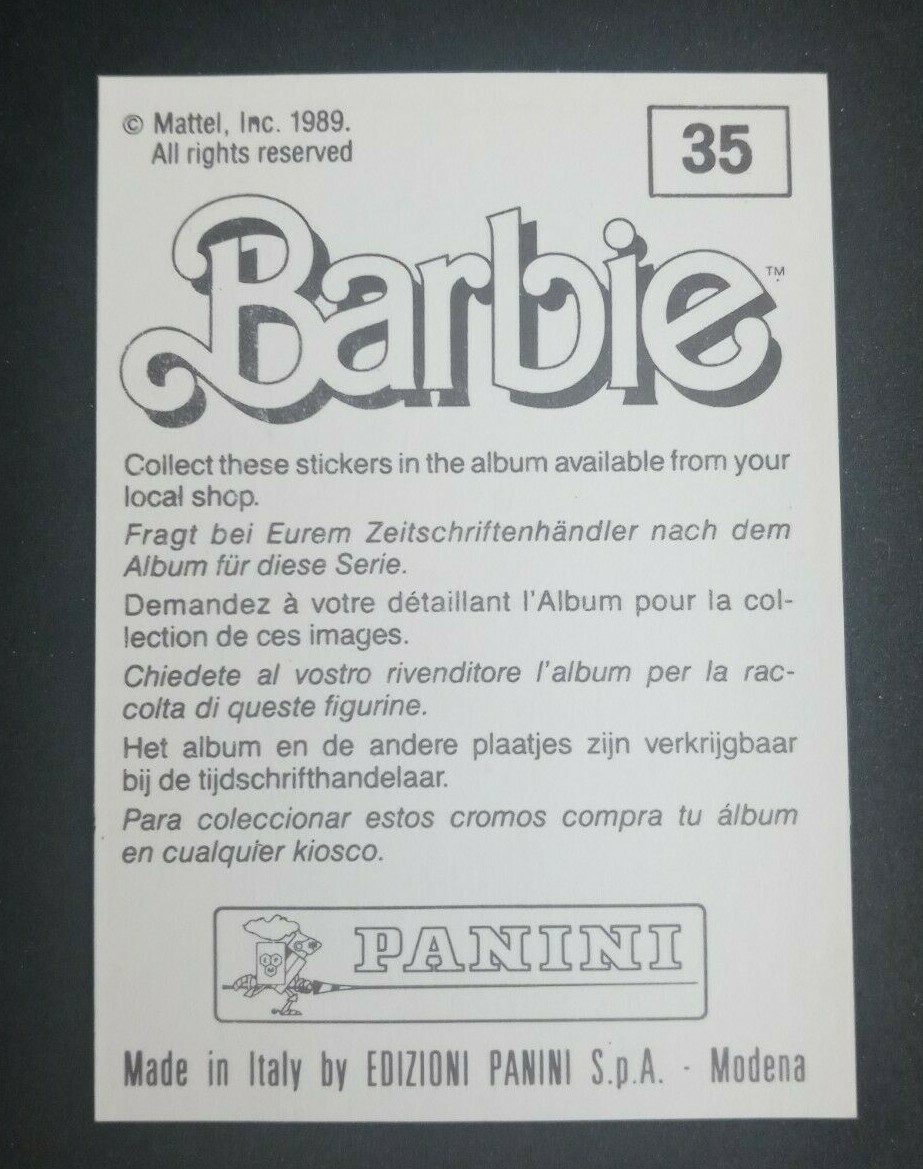 © Mattel, Inc. 1989.
All rights reserved
35
Barbie™
Collect these stickers in the album available from your
local shop.
Fragt bei Eurem Zeitschriftenhändler nach dem
Album für diese Serie.
Demandez à votre détaillant l'Album pour la col-
lection de ces images.
Chiedete al vostro rivenditore l'album per la rac-
colta di queste figurine.
Het album en de andere plaatjes zijn verkrijgbaar
bij de tijdschrifthandelaar.
Para coleccionar estos cromos compra tu álbum
en cualquier kiosco.
PANINI
Made in Italy by EDIZIONI PANINI S.p.A. - Modena